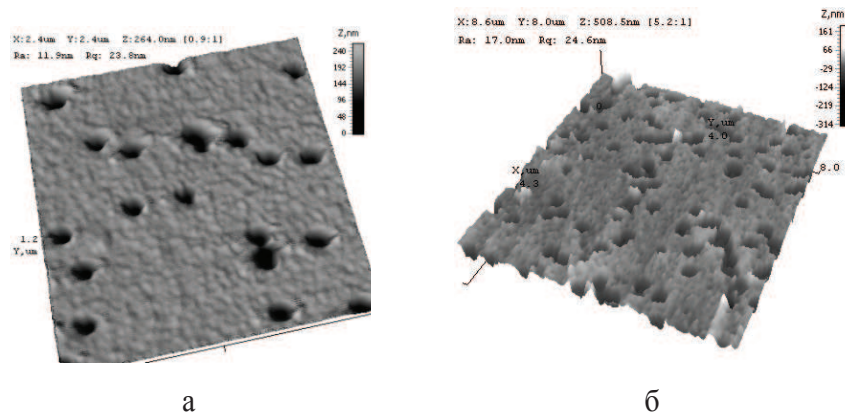 X:2.4um Y:2.4um Z:264.0nm [0.9:1]
Ra: 11.9nm Rq: 23.8nm
Z,nm
240
192
144
96
48
0
1.2
Y,um
а
X:8.6um Y:8.0um Z:508.5nm [5.2:1]
Ra: 17.0nm Rq: 24.6nm
Z,nm
161
66
-29
-124
-219
-314
0
Y,um
4.0
X,um
4.3
8.0
б